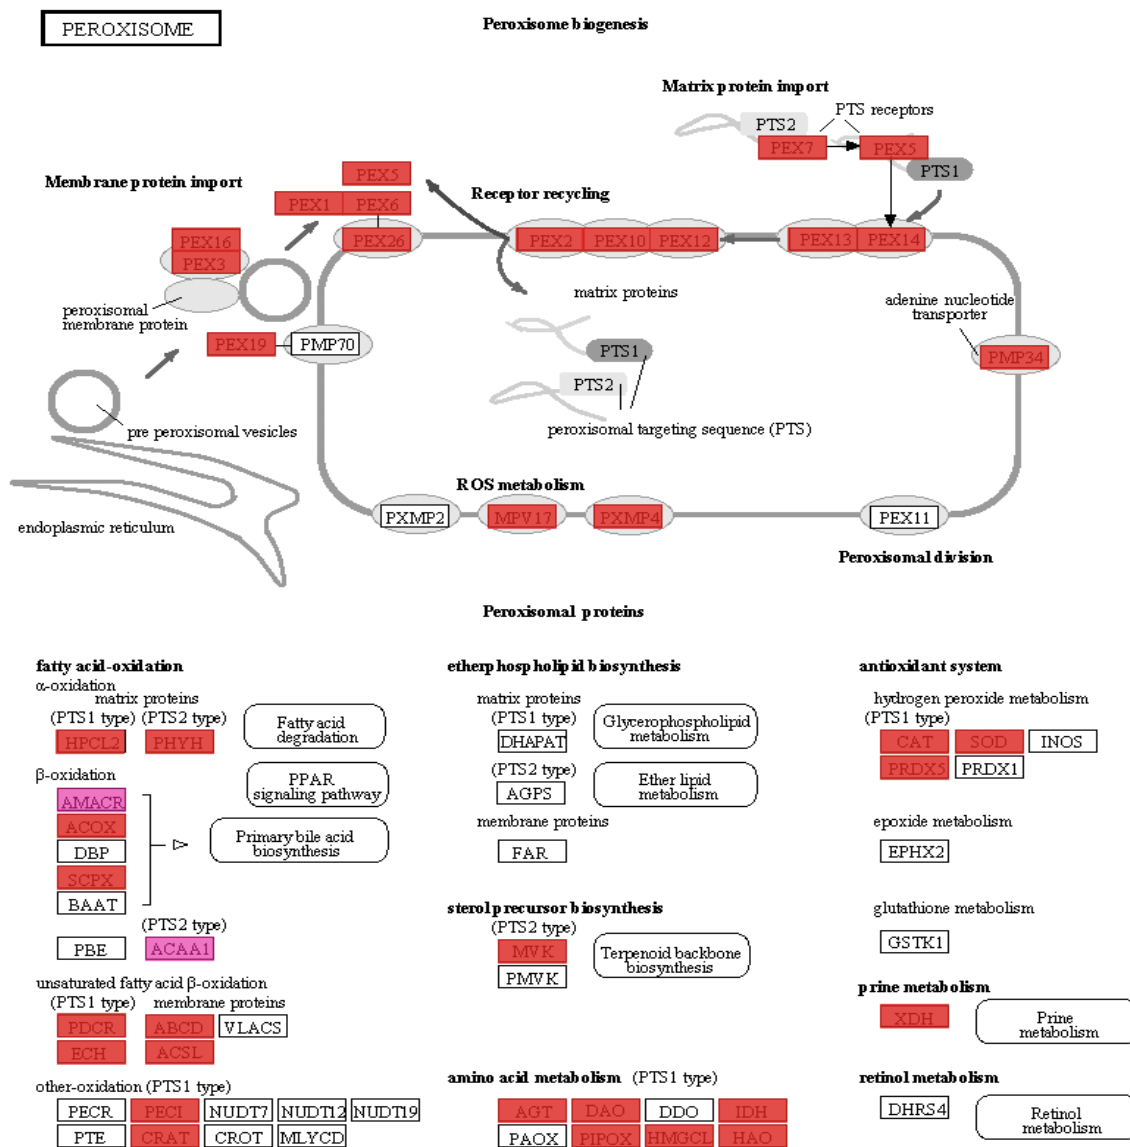 PEROXISOME
Peroxisome biogenesis
Matrix protein import
PTS receptors
PTS2
PEX7
PEX5
PTS1
Membrane protein import
PEX5
Receptor recycling
PEX1
PEX6
PEX16
PEX26
PEX2
PEX10
PEX12
PEX13
PEX14
PEX3
peroxisomal
membrane protein
matrix proteins
adenine nucleotide
transporter
PEX19
PMP70
PTS1
PMP34
PTS2
pre peroxisomal vesicles
peroxisomal targeting sequence (PTS)
ROS metabolism
endoplasmic reticulum
PXMP2
MPV17
PXMP4
PEX11
Peroxisomal division
Peroxisomal proteins
fatty acid-oxidation
α-oxidation
matrix proteins
(PTS1 type) (PTS2 type)
HPCL2
PHYH
Fatty acid
degradation
β-oxidation
PPAR
signaling pathway
AMACR
ACOX
DBP
SCPX
BAAT
Primary bile acid
biosynthesis
(PTS2 type)
PBE
ACAA1
unsaturated fatty acid β-oxidation
(PTS1 type) membrane proteins
PDCR
ABCD
VLACS
ECH
ACSL
other-oxidation (PTS1 type)
PECR
PECI
NUDT7
NUDT12
NUDT19
PTE
CRAT
CROT
MLYCD
etherphospholipid biosynthesis
matrix proteins
(PTS1 type)
DHAPAT
Glycerophospholipid
metabolism
(PTS2 type)
AGPS
Ether lipid
metabolism
membrane proteins
FAR
sterol precursor biosynthesis
(PTS2 type)
MVK
PMVK
Terpenoid backbone
biosynthesis
amino acid metabolism (PTS1 type)
AGT
DAO
DDO
IDH
PAOX
PIPOX
HMGCL
HAO
antioxidant system
hydrogen peroxide metabolism
(PTS1 type)
CAT
SOD
INOS
PRDX5
PRDX1
epoxide metabolism
EPHX2
glutathione metabolism
GSTK1
prine metabolism
XDH
Prine
metabolism
retinol metabolism
DHRS4
Retinol
metabolism